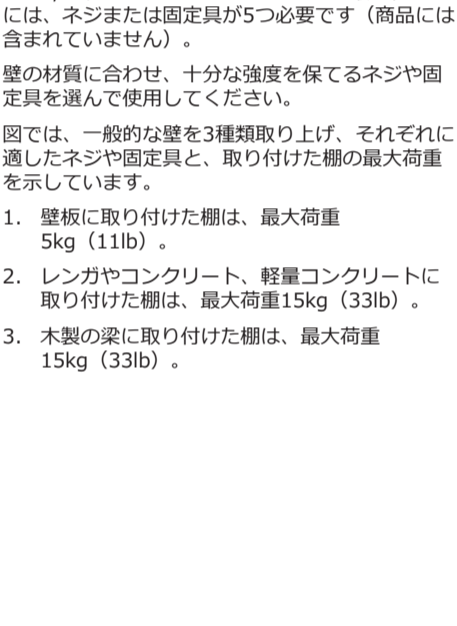 には、ネジまたは固定具が5つ必要です（商品には
含まれていません）。
壁の材質に合わせ、十分な強度を保てるネジや固
定具を選んで使用してください。
図では、一般的な壁を3種類取り上げ、それぞれに
適したネジや固定具と、取り付けた棚の最大荷重
を示しています。
1. 壁板に取り付けた棚は、最大荷重
5kg（11lb）。
2. レンガやコンクリート、軽量コンクリートに
取り付けた棚は、最大荷重15kg（33lb）。
3. 木製の梁に取り付けた棚は、最大荷重
15kg（33lb）。